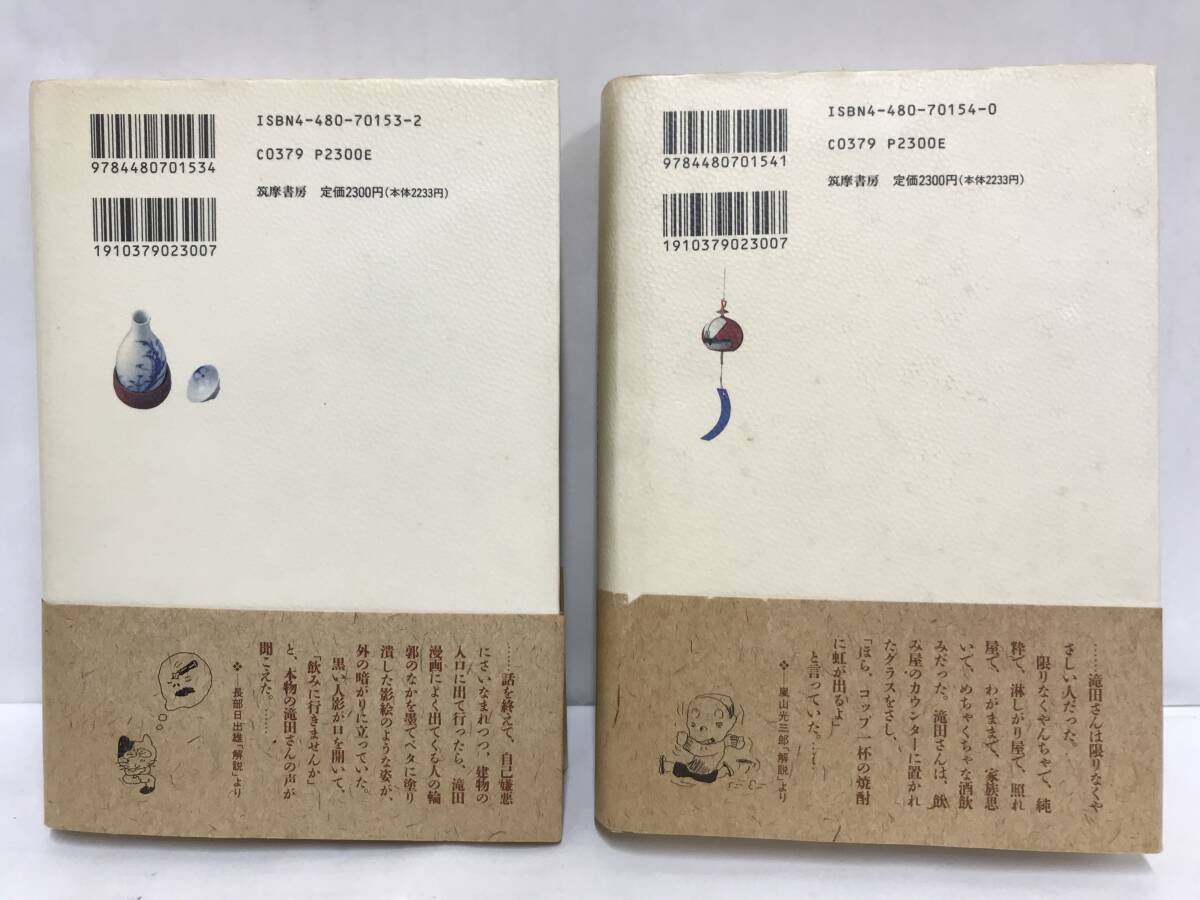 ISBN4-480-70153-2
C0379 P2300E
9784480701534
筑摩書房 定価2300円(本体2233円)
1910379023007
……話を終えて、自己嫌悪
にさいなまれつつ、建物の
入口に出て行ったら、滝田
漫画によく出てくる人の輪
郭のなかを墨でベタに塗り
潰した影絵のような姿が、
外の暗がりに立っていた。
黒い人影が口を開いて、
「飲みに行きませんか」
と、本物の滝田さんの声が
聞こえた。……
❖──長部日出雄「解説」より
ISBN4-480-70154-0
C0379 P2300E
9784480701541
筑摩書房 定価2300円(本体2233円)
1910379023007
……滝田さんは限りなくや
さしい人だった。
限りなくやんちゃで、純
粋で、淋しがり屋で、照れ
屋で、わがままで、家族思
いで、めちゃくちゃな酒飲
みだった。滝田さんは、飲
み屋のカウンターに置かれ
たグラスをさし、
「ほら、コップ一杯の焼酎
に虹が出るよ」
と言っていた。……
❖──嵐山光三郎「解説」より